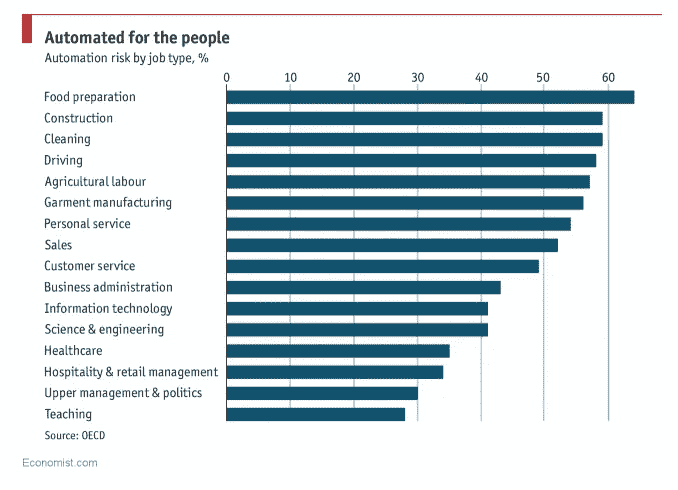 Automated for the people
Automation risk by job type, %
0 10 20 30 40 50 60
Food preparation
Construction
Cleaning
Driving
Agricultural labour
Garment manufacturing
Personal service
Sales
Customer service
Business administration
Information technology
Science & engineering
Healthcare
Hospitality & retail management
Upper management & politics
Teaching
Source: OECD
Economist.com